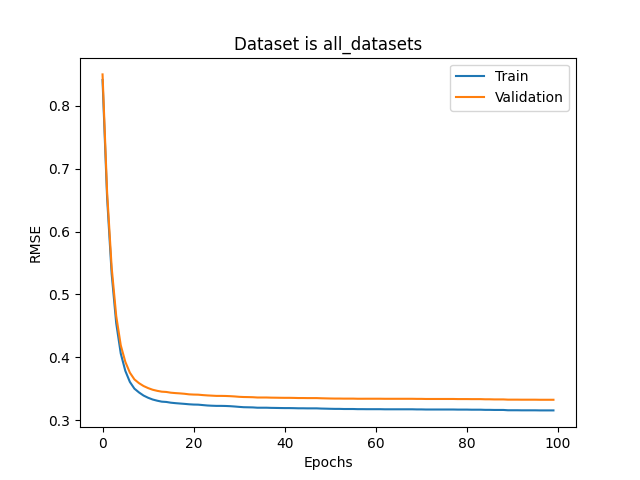 Dataset is all_datasets
Train
Validation
RMSE
0.8
0.7
0.6
0.5
0.4
0.3
0 20 40 60 80 100
Epochs